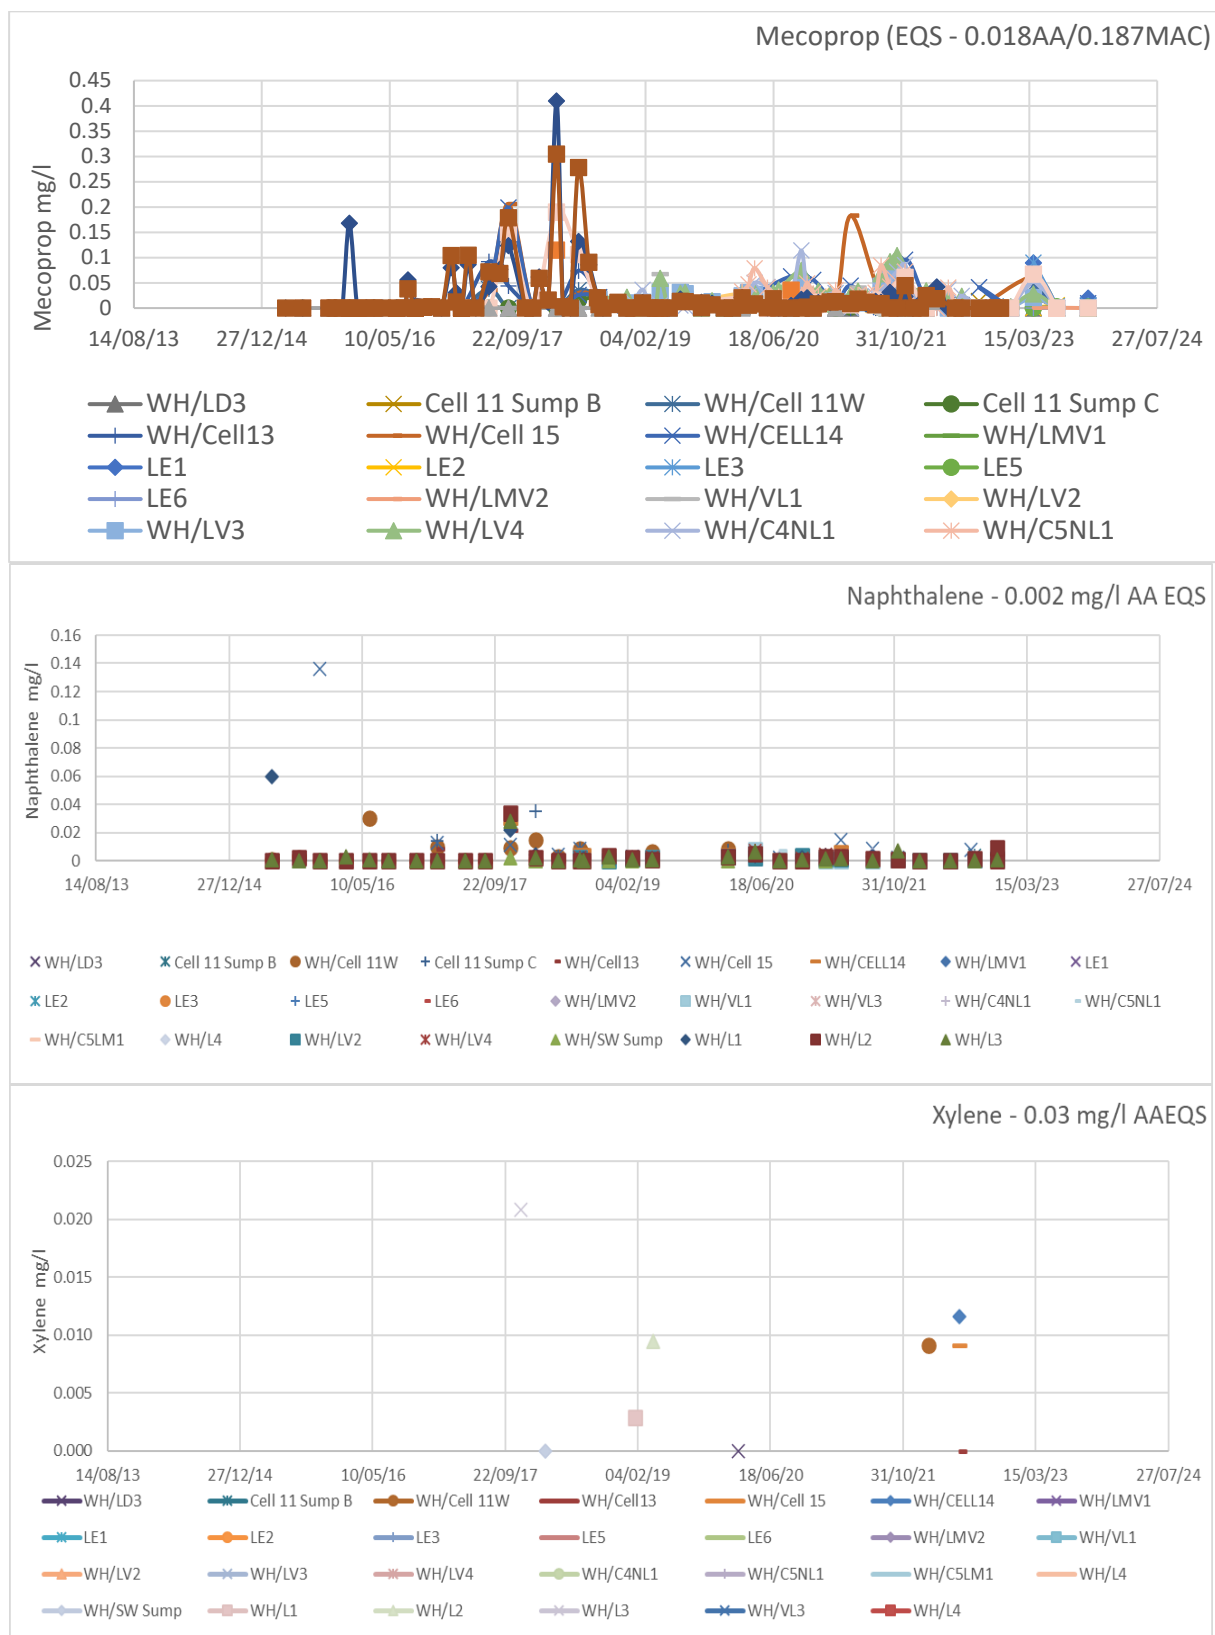 Mecoprop (EQS - 0.018AA/0.187MAC)
Mecoprop mg/l
0.45
0.4
0.35
0.3
0.25
0.2
0.15
0.1
0.05
0
14/08/13 27/12/14 10/05/16 22/09/17 04/02/19 18/06/20 31/10/21 15/03/23 27/07/24
WH/LD3 Cell 11 Sump B WH/Cell 11W Cell 11 Sump C
WH/Cell13 WH/Cell 15 WH/CELL14 WH/LMV1
LE1 LE2 LE3 LE5
LE6 WH/LMV2 WH/VL1 WH/LV2
WH/LV3 WH/LV4 WH/C4NL1 WH/C5NL1
Naphthalene - 0.002 mg/l AA EQS
Naphthalene mg/l
0.16
0.14
0.12
0.1
0.08
0.06
0.04
0.02
0
14/08/13 27/12/14 10/05/16 22/09/17 04/02/19 18/06/20 31/10/21 15/03/23 27/07/24
WH/LD3 Cell 11 Sump B WH/Cell 11W Cell 11 Sump C WH/Cell13 WH/Cell 15 WH/CELL14 WH/LMV1 LE1
LE2 LE3 LE5 LE6 WH/LMV2 WH/VL1 WH/VL3 WH/C4NL1 WH/C5NL1
WH/C5LM1 WH/L4 WH/LV2 WH/LV4 WH/SW Sump WH/L1 WH/L2 WH/L3
Xylene - 0.03 mg/l AAEQS
Xylene mg/l
0.025
0.020
0.015
0.010
0.005
0.000
14/08/13 27/12/14 10/05/16 22/09/17 04/02/19 18/06/20 31/10/21 15/03/23 27/07/24
WH/LD3 Cell 11 Sump B WH/Cell 11W WH/Cell13 WH/Cell 15 WH/CELL14 WH/LMV1
LE1 LE2 LE3 LE5 LE6 WH/LMV2 WH/VL1
WH/LV2 WH/LV3 WH/LV4 WH/C4NL1 WH/C5NL1 WH/C5LM1 WH/L4
WH/SW Sump WH/L1 WH/L2 WH/L3 WH/VL3 WH/L4